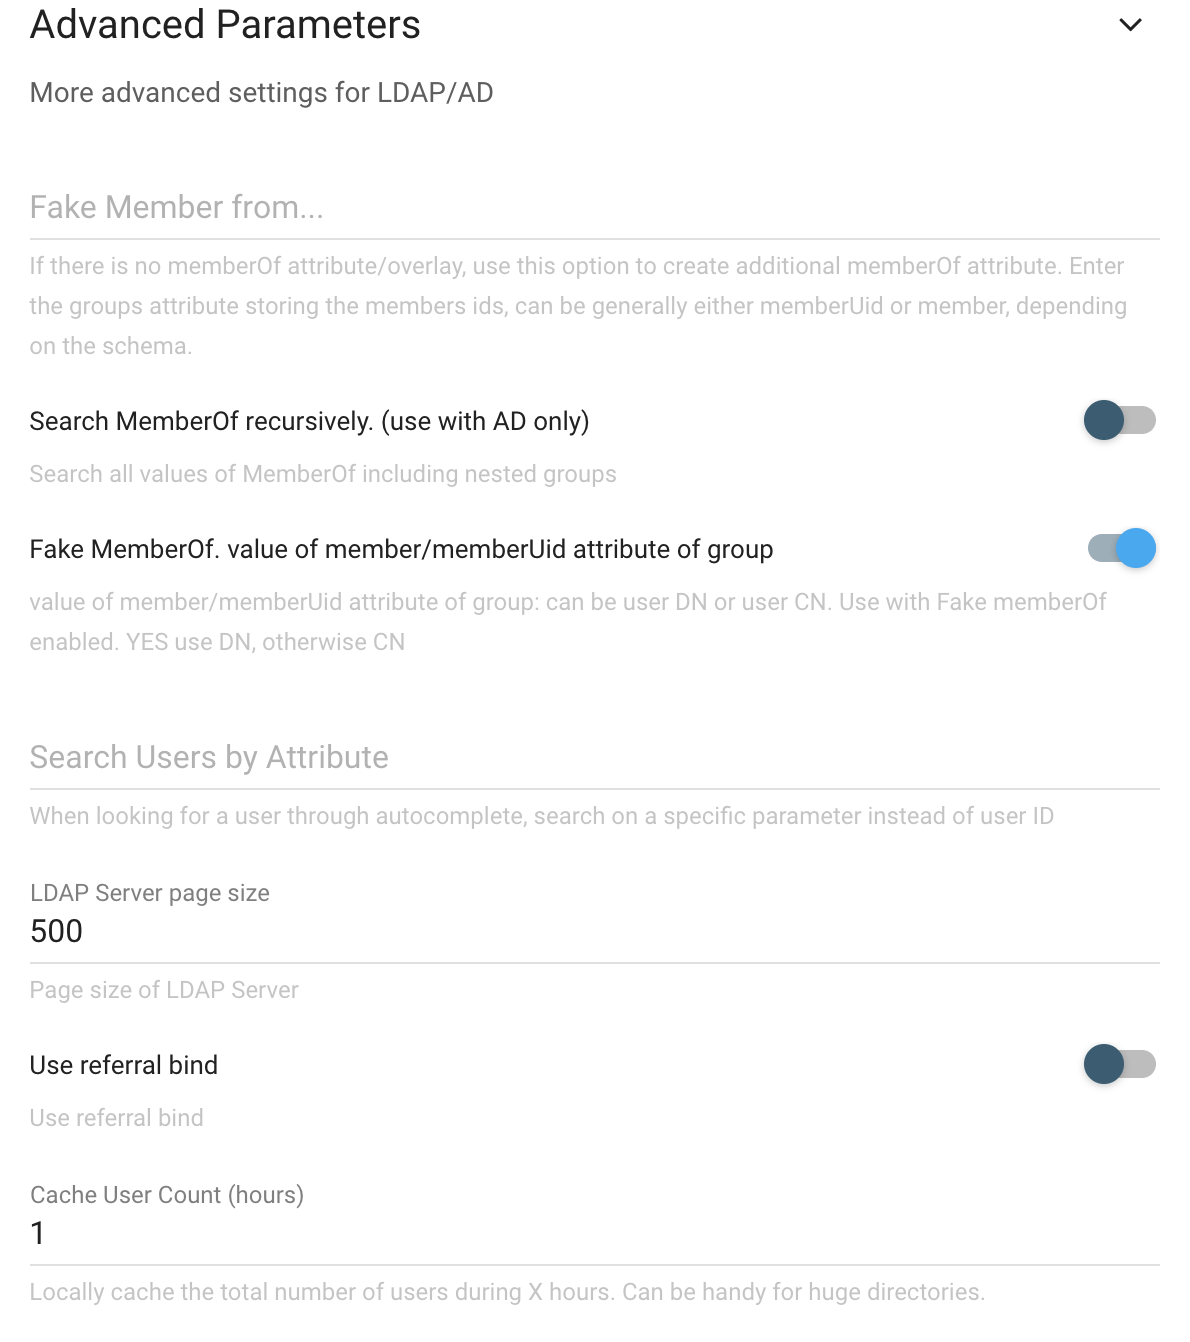 Advanced Parameters
More advanced settings for LDAP/AD
Fake Member from...
If there is no memberOf attribute/overlay, use this option to create additional memberOf attribute. Enter
the groups attribute storing the members ids, can be generally either memberUid or member, depending
on the schema.
Search MemberOf recursively. (use with AD only)
Search all values of MemberOf including nested groups
Fake MemberOf. value of member/memberUid attribute of group
value of member/memberUid attribute of group: can be user DN or user CN. Use with Fake memberOf
enabled. YES use DN, otherwise CN
Search Users by Attribute
When looking for a user through autocomplete, search on a specific parameter instead of user ID
LDAP Server page size
500
Page size of LDAP Server
Use referral bind
Use referral bind
Cache User Count (hours)
1
Locally cache the total number of users during X hours. Can be handy for huge directories.